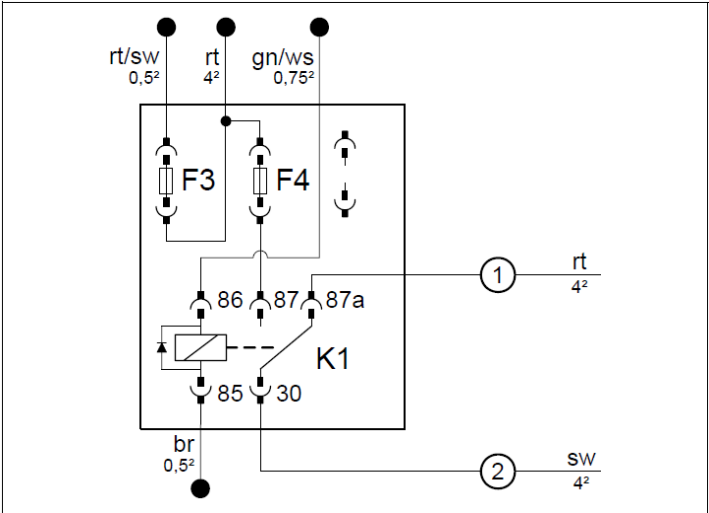 rt/sw
0,5²
rt
4²
gn/ws
0,75²
F3
F4
86
87
87a
1
rt
4²
K1
85
30
br
0,5²
2
sw
4²